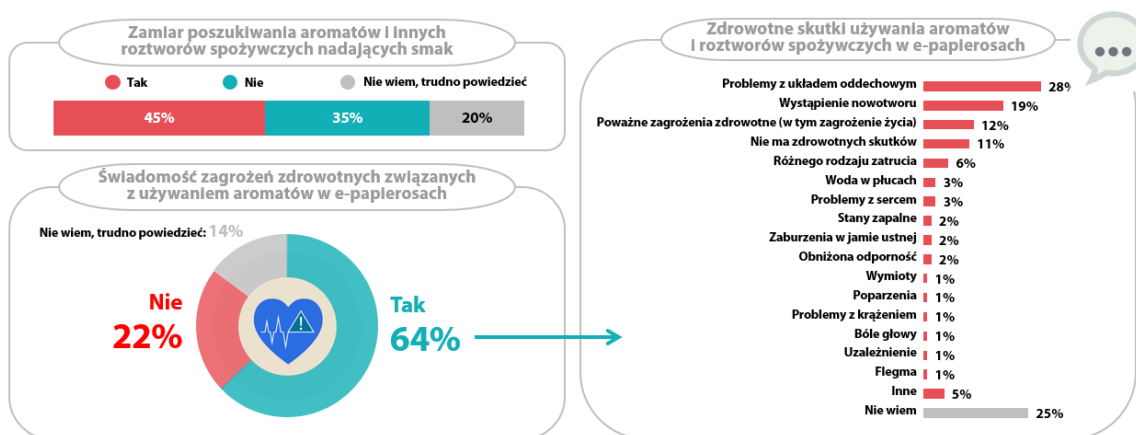 Zamiar poszukiwania aromatów i innych
roztworów spożywczych nadających smak
Tak
Nie
Nie wiem, trudno powiedzieć
45%
35%
20%
Świadomość zagrożeń zdrowotnych związanych
z używaniem aromatów w e-papierosach
Nie wiem, trudno powiedzieć: 14%
Nie
22%
Tak
64%
Zdrowotne skutki używania aromatów
i roztworów spożywczych w e-papierosach
Problemy z układem oddechowym 28%
Wystąpienie nowotworu 19%
Poważne zagrożenia zdrowotne (w tym zagrożenie życia) 12%
Nie ma zdrowotnych skutków 11%
Różnego rodzaju zatrucia 6%
Woda w płucach 3%
Problemy z sercem 3%
Stany zapalne 2%
Zaburzenia w jamie ustnej 2%
Obniżona odporność 2%
Wymioty 1%
Poparzenia 1%
Problemy z krążeniem 1%
Bóle głowy 1%
Uzależnienie 1%
Flegma 1%
Inne 5%
Nie wiem 25%